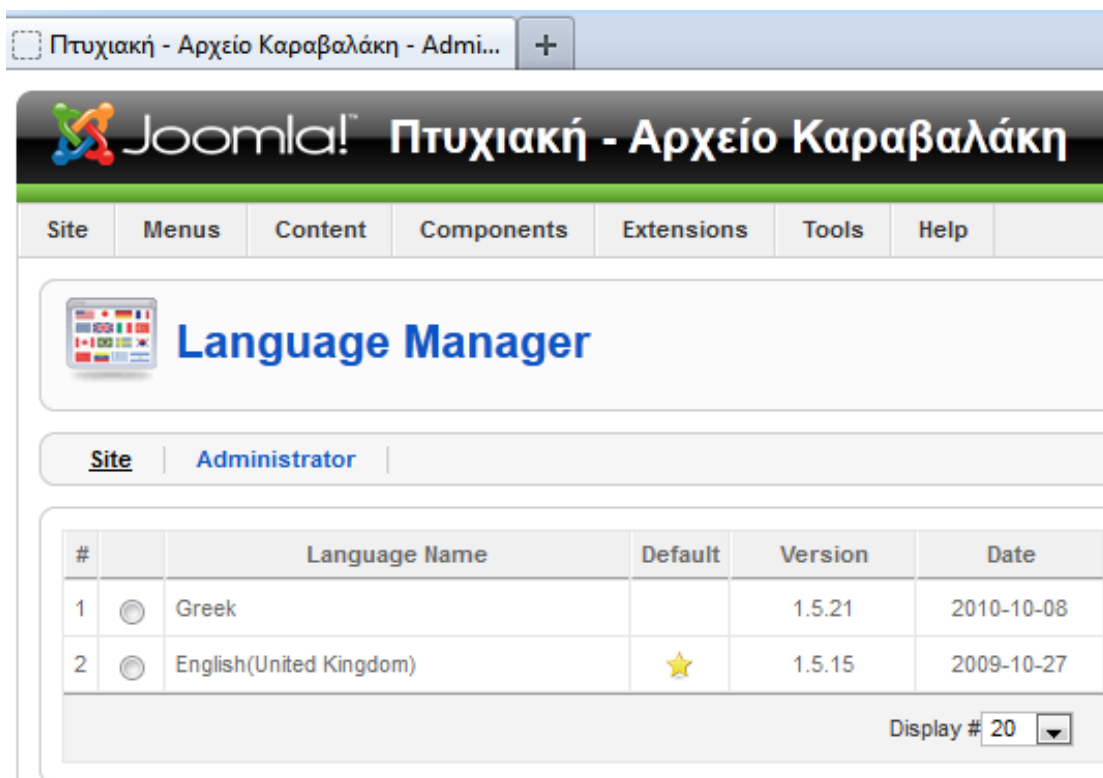 Πτυχιακή - Αρχείο Καραβαλάκη - Admi...
Joomla!™ Πτυχιακή - Αρχείο Καραβαλάκη
Site Menus Content Components Extensions Tools Help
Language Manager
Site Administrator
# Language Name Default Version Date
1 Greek 1.5.21 2010-10-08
2 English(United Kingdom) 1.5.15 2009-10-27
Display # 20